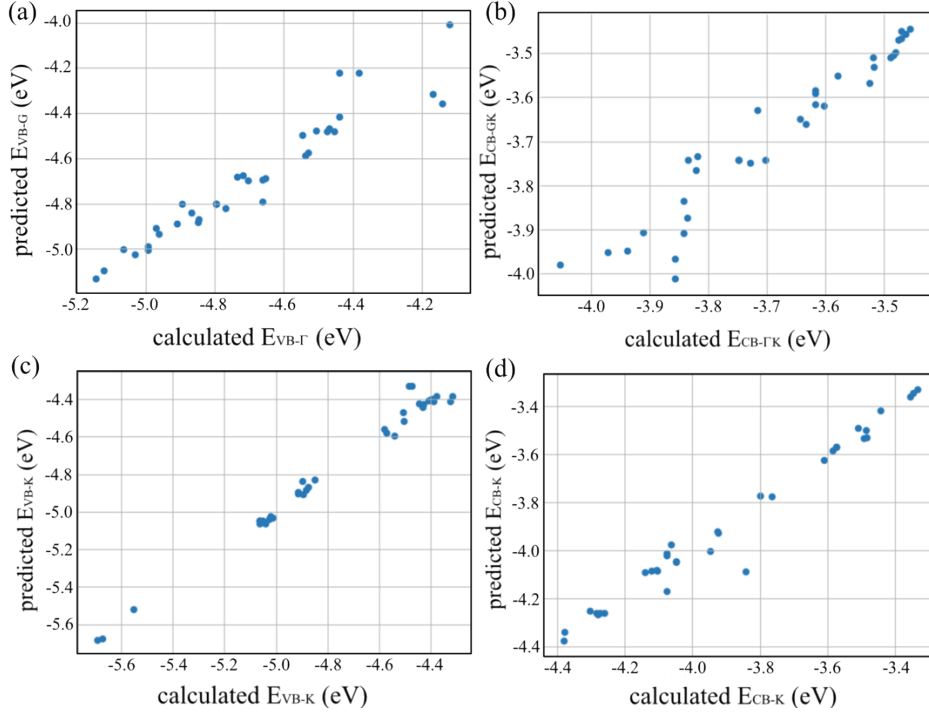 (a)
predicted EVB-G (eV)
-4.0
-4.2
-4.4
-4.6
-4.8
-5.0
-5.2 -5.0 -4.8 -4.6 -4.4 -4.2
calculated EVB-Γ (eV)
(b)
predicted ECB-GK (eV)
-3.5
-3.6
-3.7
-3.8
-3.9
-4.0
-4.0 -3.9 -3.8 -3.7 -3.6 -3.5
calculated ECB-ΓK (eV)
(c)
predicted EVB-K (eV)
-4.4
-4.6
-4.8
-5.0
-5.2
-5.4
-5.6
-5.6 -5.4 -5.2 -5.0 -4.8 -4.6 -4.4
calculated EVB-K (eV)
(d)
predicted ECB-K (eV)
-3.4
-3.6
-3.8
-4.0
-4.2
-4.4
-4.4 -4.2 -4.0 -3.8 -3.6 -3.4
calculated ECB-K (eV)